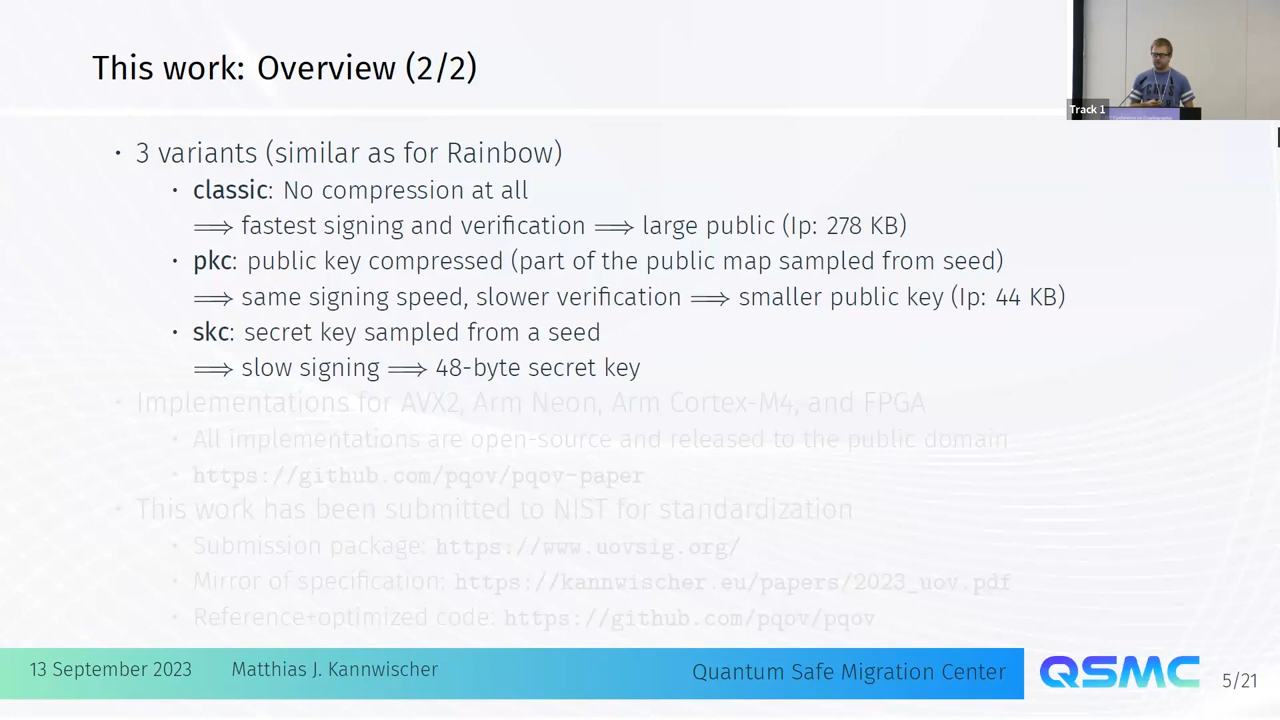 This work: Overview (2/2)
Track 1
• 3 variants (similar as for Rainbow)
• classic: No compression at all
⟹ fastest signing and verification ⟹ large public (Ip: 278 KB)
• pkc: public key compressed (part of the public map sampled from seed)
⟹ same signing speed, slower verification ⟹ smaller public key (Ip: 44 KB)
• skc: secret key sampled from a seed
⟹ slow signing ⟹ 48-byte secret key
• Implementations for AVX2, Arm Neon, Arm Cortex-M4, and FPGA
• All implementations are open-source and released to the public domain
• https://github.com/pqov/pqov-paper
• This work has been submitted to NIST for standardization
• Submission package: https://www.uovsig.org/
• Mirror of specification: https://kannwischer.eu/papers/2023_uov.pdf
• Reference+optimized code: https://github.com/pqov/pqov
13 September 2023 Matthias J. Kannwischer Quantum Safe Migration Center QSMC 5/21